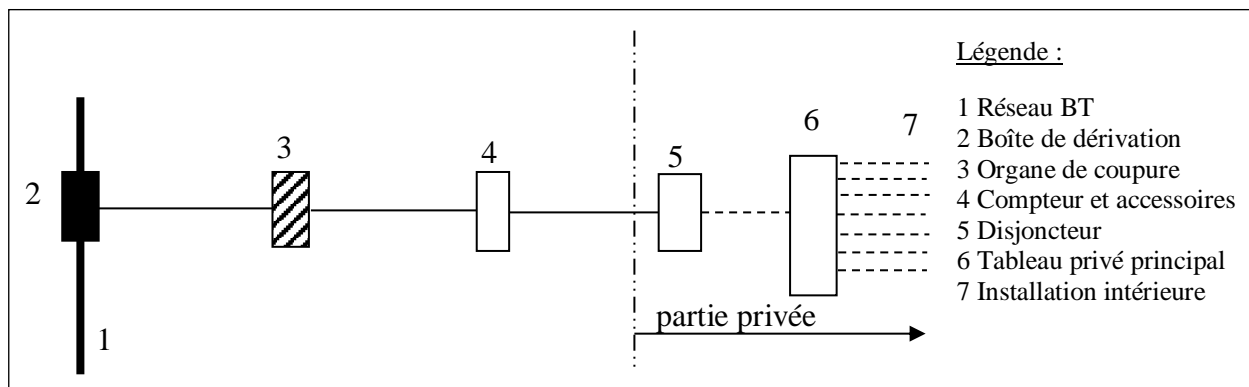 Légende :
1 Réseau BT
2 Boîte de dérivation
3 Organe de coupure
4 Compteur et accessoires
5 Disjoncteur
6 Tableau privé principal
7 Installation intérieure
2
1
3
4
5
6
7
partie privée